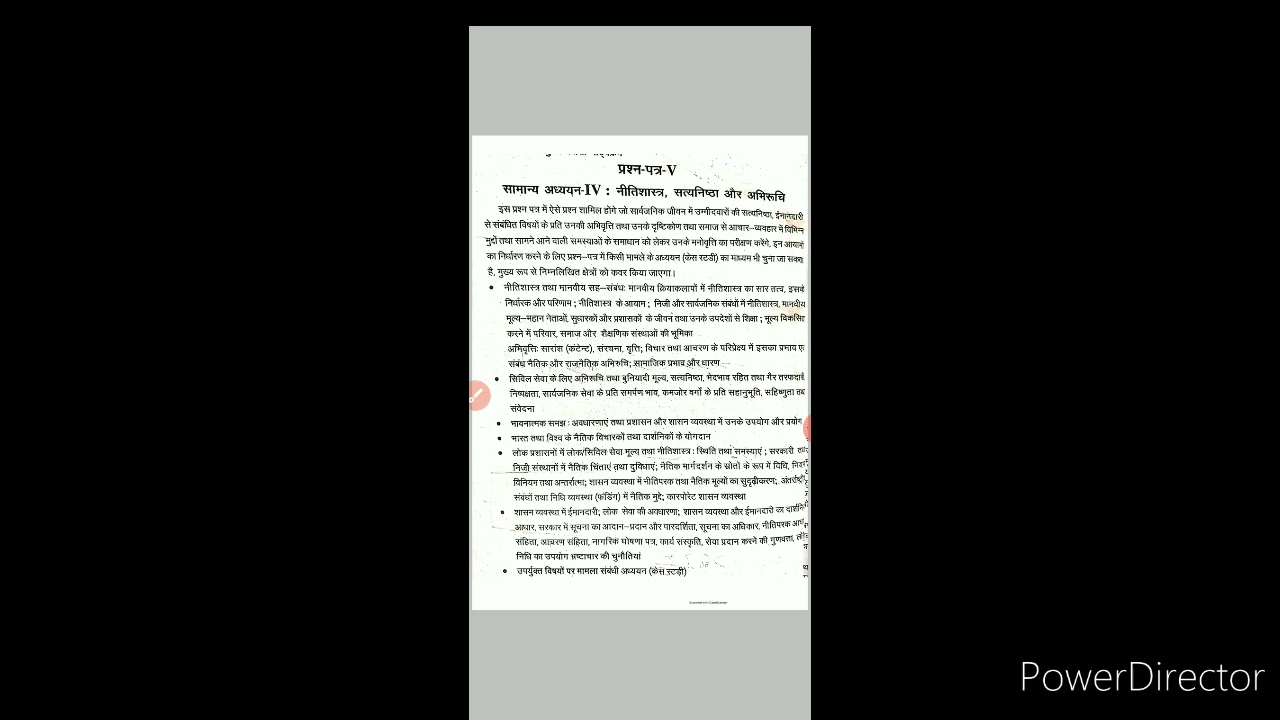 प्रश्न-पत्र-V
सामान्य अध्ययन-IV : नीतिशास्त्र, सत्यनिष्ठा और अभिरूचि
इस प्रश्न पत्र में ऐसे प्रश्न शामिल होंगे जो सार्वजनिक जीवन में उम्मीदवारों की सत्यनिष्ठा, ईमानदारी
से संबंधित विषयों के प्रति उनकी अभिवृत्ति तथा उनके दृष्टिकोण तथा समाज से आचार-व्यवहार में विभिन्न
मुद्दों तथा सामने आने वाली समस्याओं के समाधान को लेकर उनके मनोवृत्ति का परीक्षण करेंगे. इन आयामों
का निर्धारण करने के लिए प्रश्न-पत्र में किसी मामले के अध्ययन (केस स्टडी) का माध्यम भी चुना जा सकता
है, मुख्य रूप से निम्नलिखित क्षेत्रों को कवर किया जाएगा।
• नीतिशास्त्र तथा मानवीय सह-संबंधः मानवीय क्रियाकलापों में नीतिशास्त्र का सार तत्व, इसके
निर्धारक और परिणाम ; नीतिशास्त्र के आयाम ; निजी और सार्वजनिक संबंधों में नीतिशास्त्र, मानवीय
मूल्य-महान नेताओं, सुधारकों और प्रशासकों के जीवन तथा उनके उपदेशों से शिक्षा ; मूल्य विकसित
करने में परिवार, समाज और शैक्षणिक संस्थाओं की भूमिका
अभिवृत्तिः सारांश (कंटेन्ट), संरचना, वृत्ति; विचार तथा आचरण के परिप्रेक्ष्य में इसका प्रभाव एवं
संबंध नैतिक और राजनैतिक अभिरुचि; सामाजिक प्रभाव और धारण
• सिविल सेवा के लिए अभिरूचि तथा बुनियादी मूल्य, सत्यनिष्ठा, भेदभाव रहित तथा गैर तरफदारी
निष्पक्षता, सार्वजनिक सेवा के प्रति समर्पण भाव, कमजोर वर्गों के प्रति सहानुभूति, सहिष्णुता तथा
संवेदना
• भावनात्मक समझ : अवधारणाएं तथा प्रशासन और शासन व्यवस्था में उनके उपयोग और प्रयोग
• भारत तथा विश्व के नैतिक विचारकों तथा दार्शनिकों के योगदान
• लोक प्रशासनों में लोक/सिविल सेवा मूल्य तथा नीतिशास्त्र : स्थिति तथा समस्याएं ; सरकारी तथा
निजी संस्थानों में नैतिक चिंताएं तथा दुविधाएं; नैतिक मार्गदर्शन के स्रोतों के रूप में विधि, नियम
विनियम तथा अन्तर्रात्मा; शासन व्यवस्था में नीतिपरक तथा नैतिक मूल्यों का सुदृढ़ीकरण;
संबंधों तथा निधि व्यवस्था (फंडिंग) में नैतिक मुद्दे; कारपोरेट शासन व्यवस्था
• शासन व्यवस्था में ईमानदारी; लोक सेवा की अवधारणा; शासन व्यवस्था और ईमानदारी का
आधार, सरकार में सूचना का आदान-प्रदान और पारदर्शिता, सूचना का अधिकार, नीतिपरक
संहिता, आचरण संहिता, नागरिक घोषणा पत्र, कार्य संस्कृति, सेवा प्रदान करने की गुणवत्ता,
निधि का उपयोग भ्रष्टाचार की चुनौतियां
• उपर्युक्त विषयों पर मामला संबंधी अध्ययन (केस स्टडी)
PowerDirector